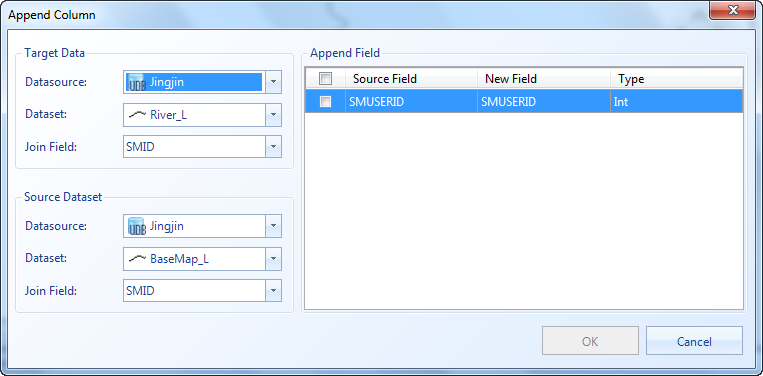 Append Column
Target Data
Datasource: UDB Jingjin
Dataset: River_L
Join Field: SMID
Source Dataset
Datasource: UDB Jingjin
Dataset: BaseMap_L
Join Field: SMID
Append Field
Source Field New Field Type
SMUSERID SMUSERID Int
OK Cancel